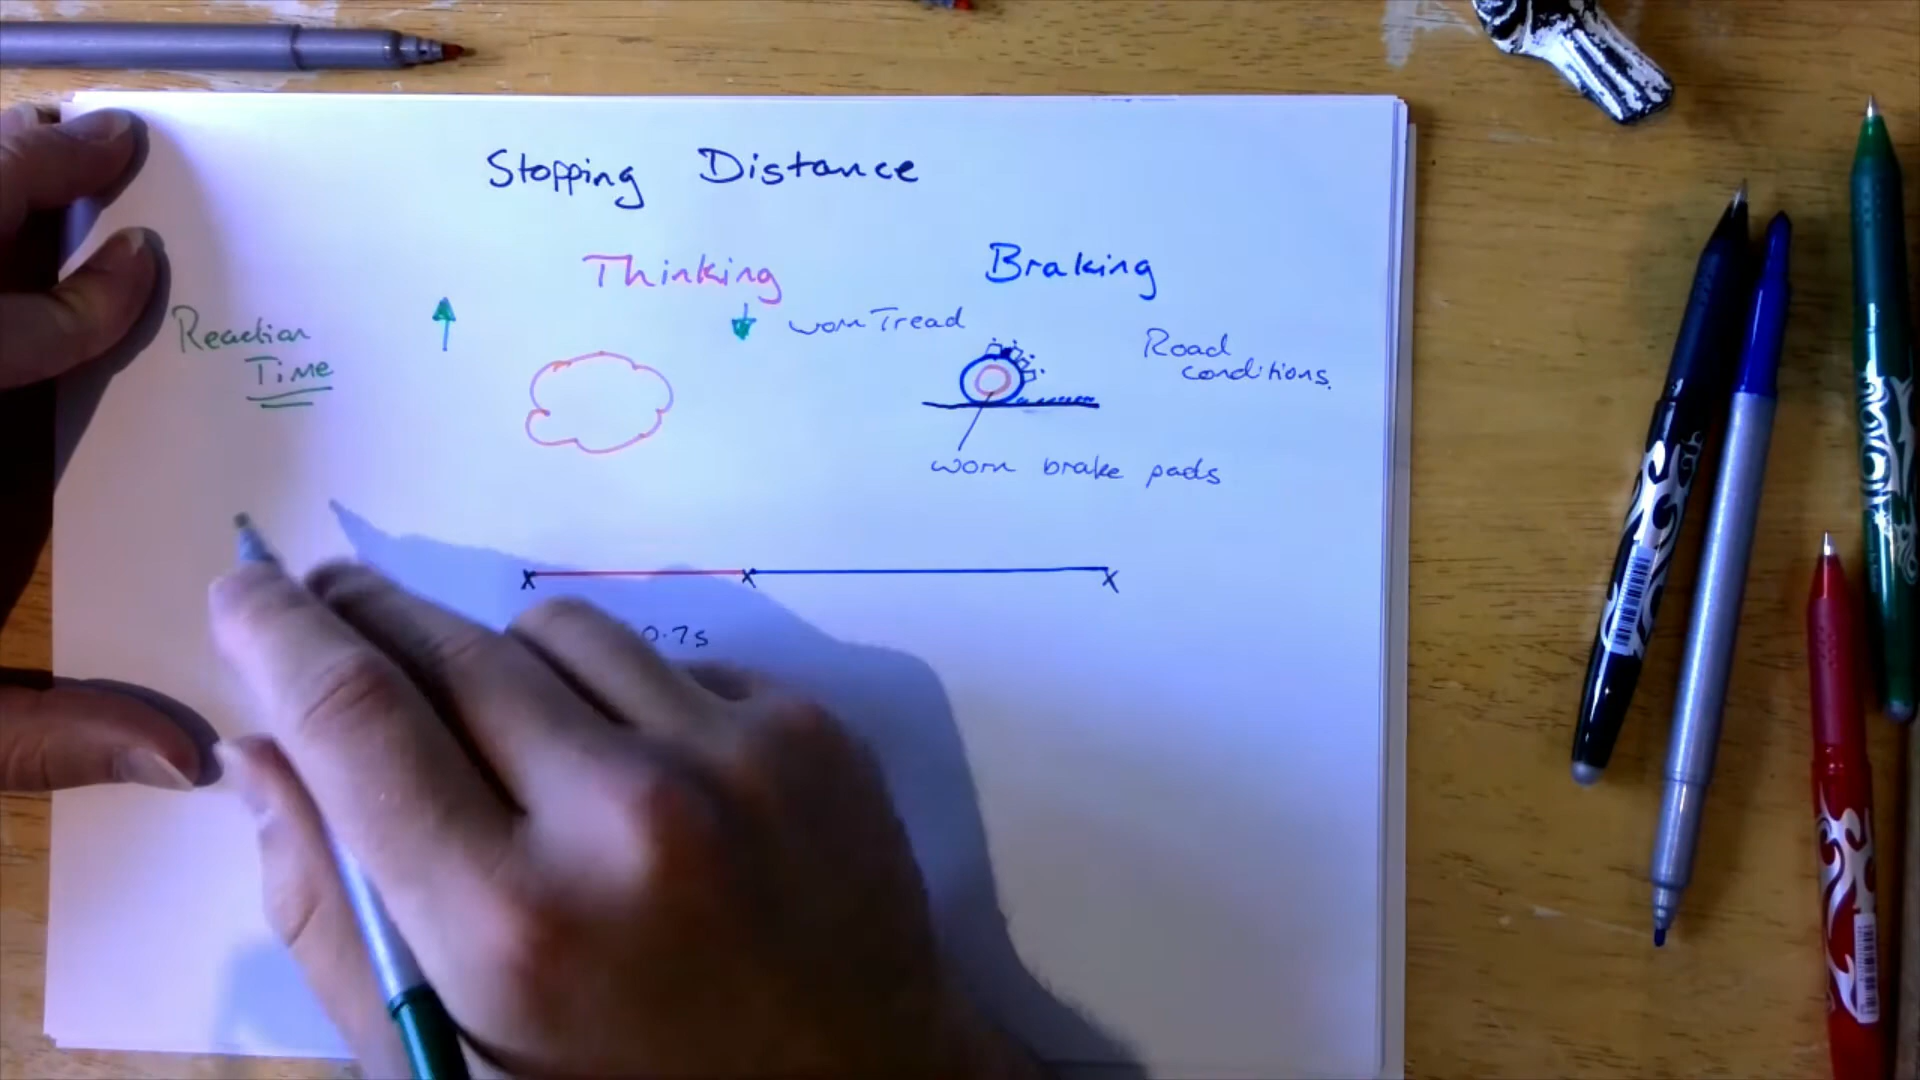 Stopping Distance
Thinking
Braking
Reaction
Time
worn Tread
Road
conditions.
worn brake pads
x x x
0.7s